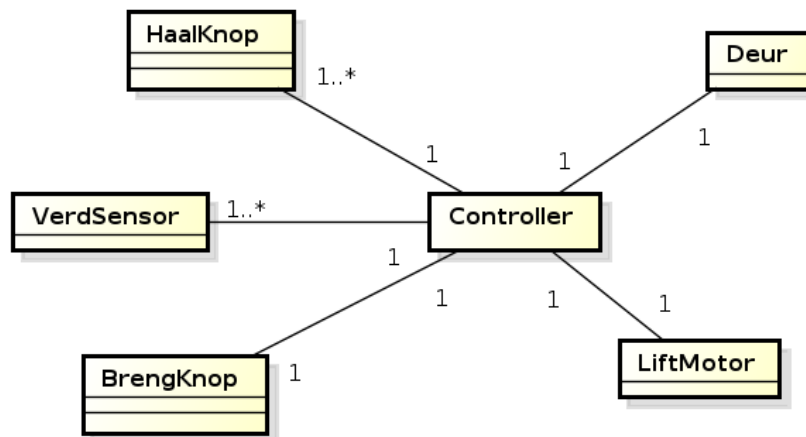 HaalKnop
1..*
Deur
1
1
1
VerdSensor
1..*
Controller
1
1
1
1
BrengKnop
1
LiftMotor